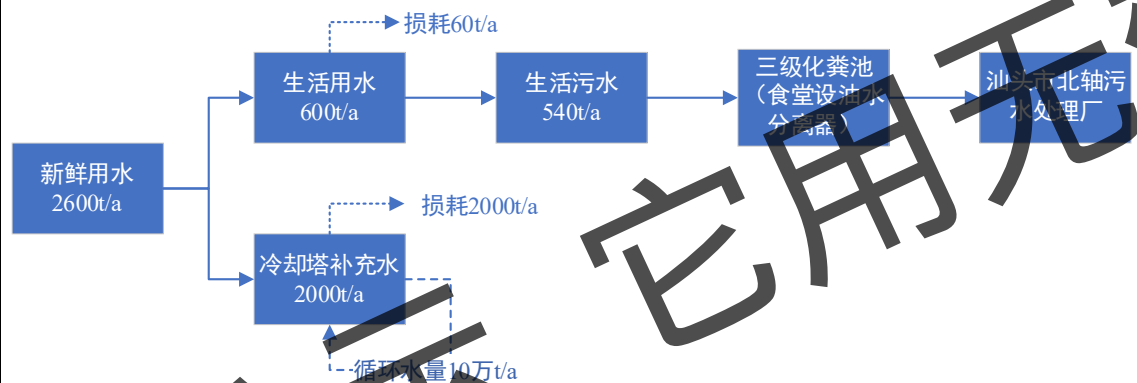 损耗60t/a
生活用水
600t/a
生活污水
540t/a
三级化粪池
（食堂设油水
分离器）
汕头市北轴污
水处理厂
新鲜用水
2600t/a
损耗2000t/a
冷却塔补充水
2000t/a
循环水量10万t/a
它用无